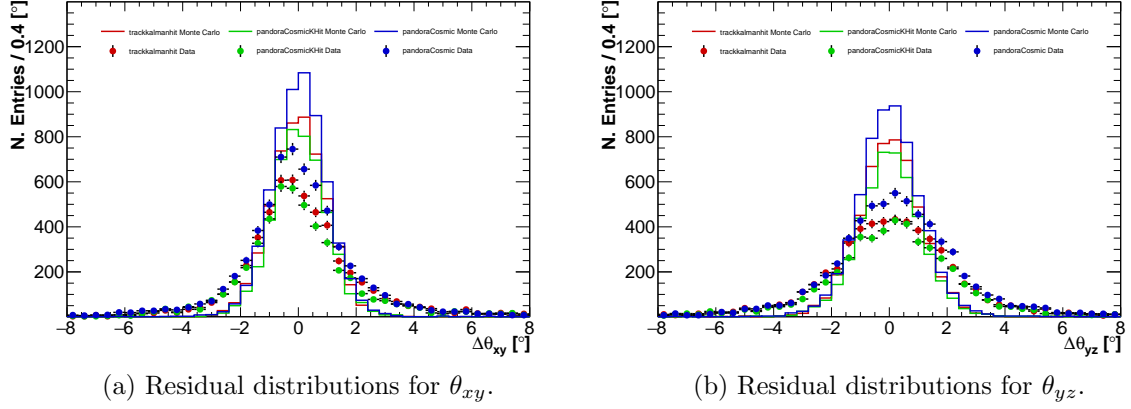 N. Entries / 0.4 [°]
1400
1200
1000
800
600
400
200
trackkalmanhit Monte Carlo
pandoraCosmicKHit Monte Carlo
pandoraCosmic Monte Carlo
trackkalmanhit Data
pandoraCosmicKHit Data
pandoraCosmic Data
−8 −6 −4 −2 0 2 4 6 8
Δθxy [°]
(a) Residual distributions for θxy.
N. Entries / 0.4 [°]
1400
1200
1000
800
600
400
200
trackkalmanhit Monte Carlo
pandoraCosmicKHit Monte Carlo
pandoraCosmic Monte Carlo
trackkalmanhit Data
pandoraCosmicKHit Data
pandoraCosmic Data
−8 −6 −4 −2 0 2 4 6 8
Δθyz [°]
(b) Residual distributions for θyz.